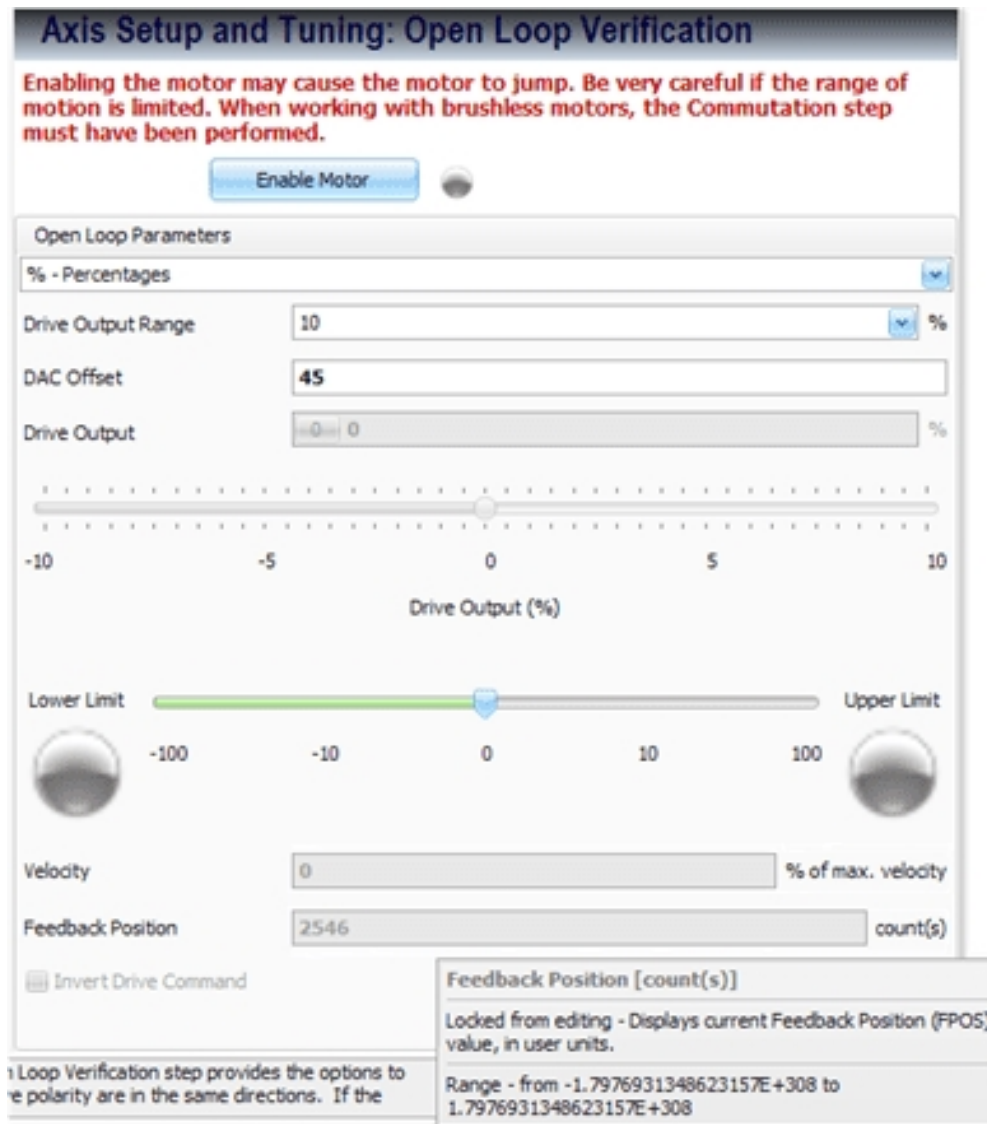 Axis Setup and Tuning: Open Loop Verification
Enabling the motor may cause the motor to jump. Be very careful if the range of
motion is limited. When working with brushless motors, the Commutation step
must have been performed.
Enable Motor
Open Loop Parameters
% - Percentages
Drive Output Range 10 %
DAC Offset 45
Drive Output 0 0 %
-10 -5 0 5 10
Drive Output (%)
Lower Limit Upper Limit
-100 -10 0 10 100
Velocity 0 % of max. velocity
Feedback Position 2546 count(s)
Invert Drive Command
Feedback Position [count(s)]
Locked from editing - Displays current Feedback Position (FPOS)
value, in user units.
Range - from -1.7976931348623157E+308 to
1.7976931348623157E+308
Loop Verification step provides the options to
polarity are in the same directions. If the